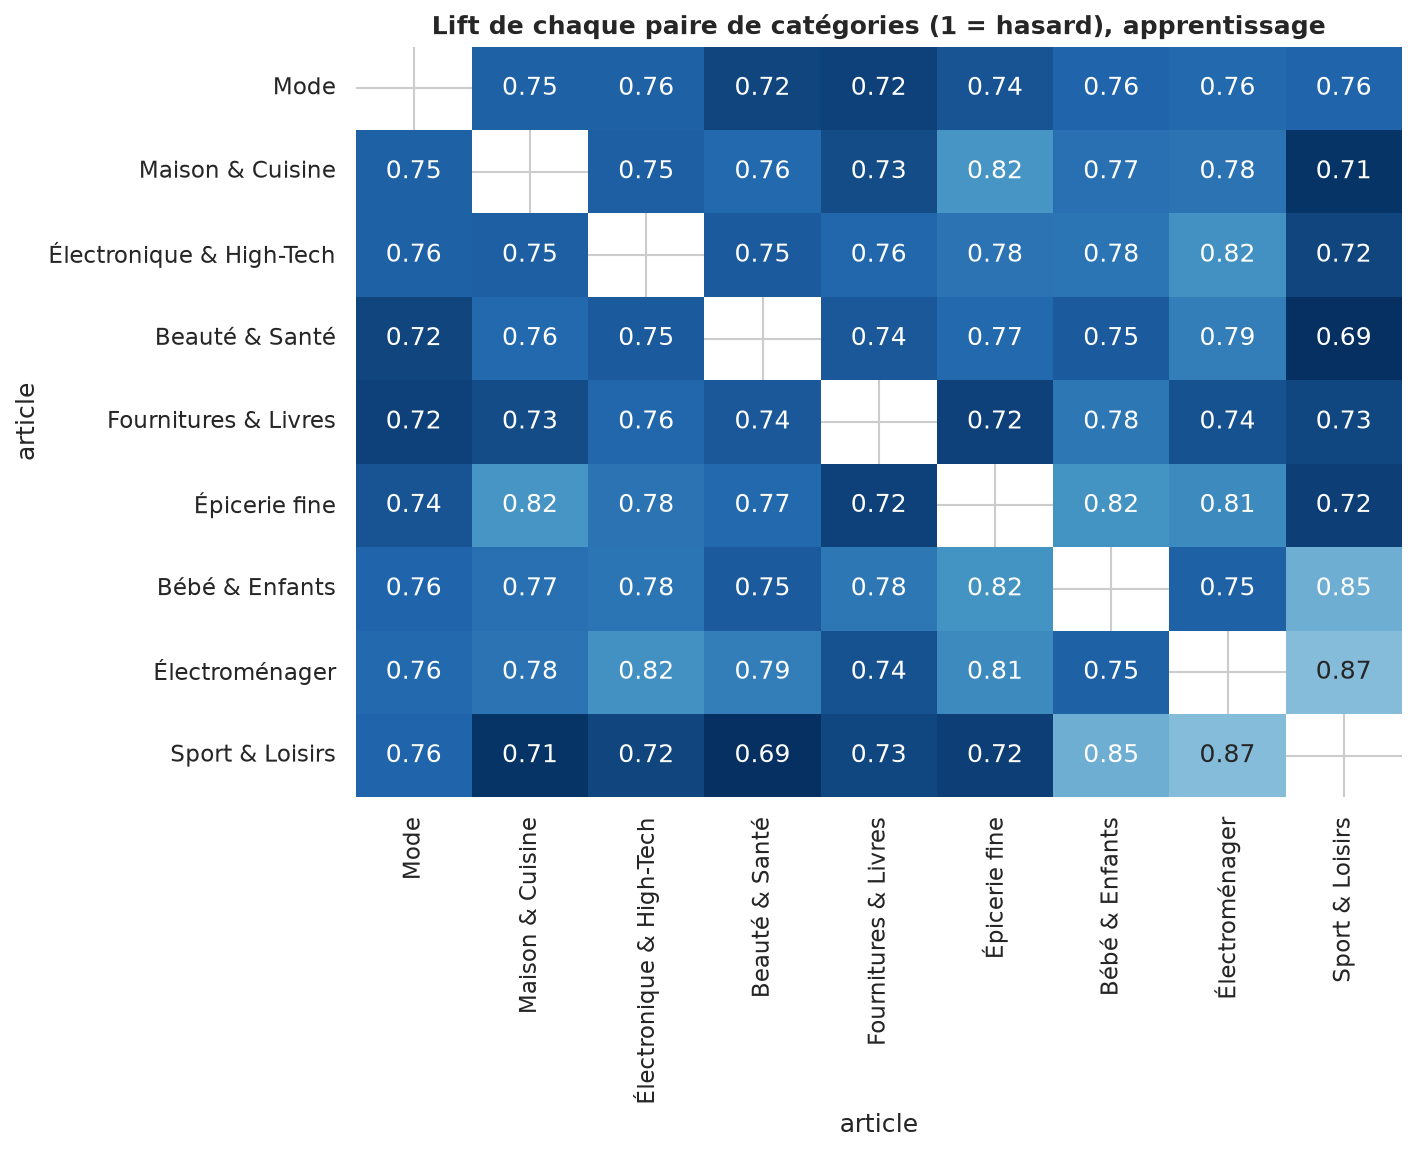 Lift de chaque paire de catégories (1 = hasard), apprentissage
Mode 0.75 0.76 0.72 0.72 0.74 0.76 0.76 0.76
Maison & Cuisine 0.75 0.75 0.76 0.73 0.82 0.77 0.78 0.71
Électronique & High-Tech 0.76 0.75 0.75 0.76 0.78 0.78 0.82 0.72
Beauté & Santé 0.72 0.76 0.75 0.74 0.77 0.75 0.79 0.69
Fournitures & Livres 0.72 0.73 0.76 0.74 0.72 0.78 0.74 0.73
Épicerie fine 0.74 0.82 0.78 0.77 0.72 0.82 0.81 0.72
Bébé & Enfants 0.76 0.77 0.78 0.75 0.78 0.82 0.75 0.85
Électroménager 0.76 0.78 0.82 0.79 0.74 0.81 0.75 0.87
Sport & Loisirs 0.76 0.71 0.72 0.69 0.73 0.72 0.85 0.87
article
Mode
Maison & Cuisine
Électronique & High-Tech
Beauté & Santé
Fournitures & Livres
Épicerie fine
Bébé & Enfants
Électroménager
Sport & Loisirs
article